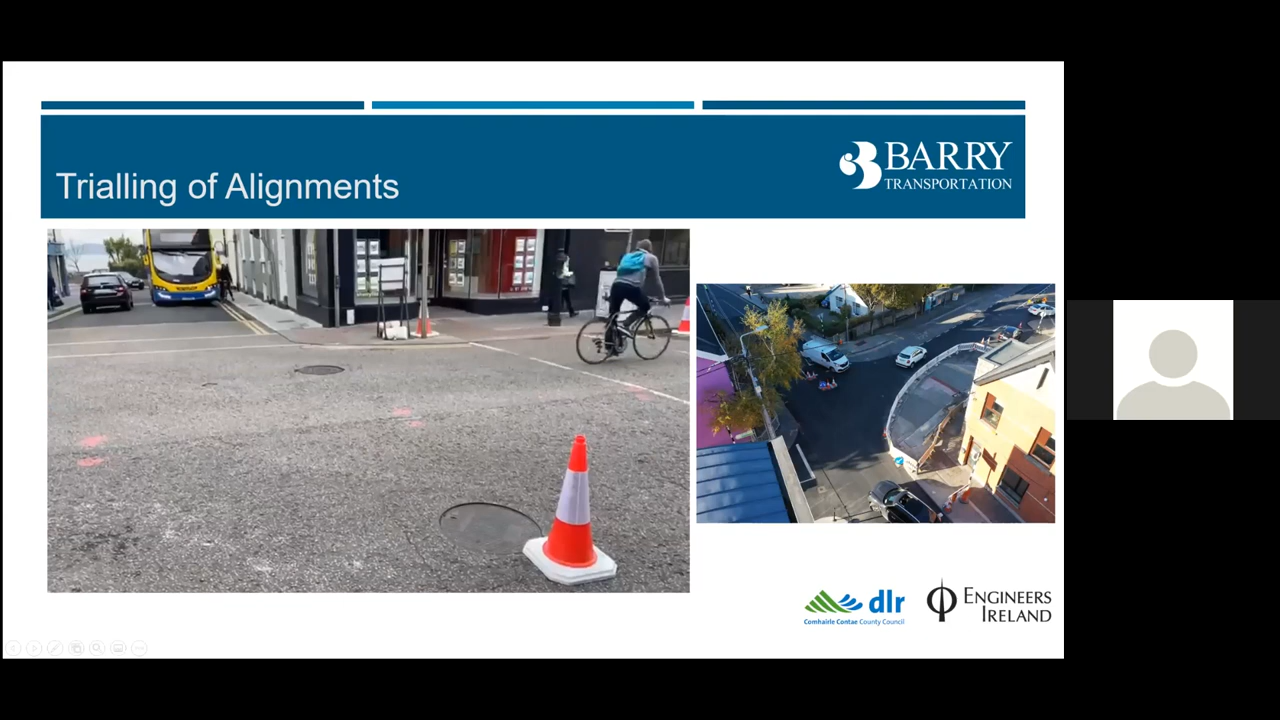 Trialling of Alignments
BARRY
TRANSPORTATION
dlr
Comhairle Contae County Council
ENGINEERS
IRELAND